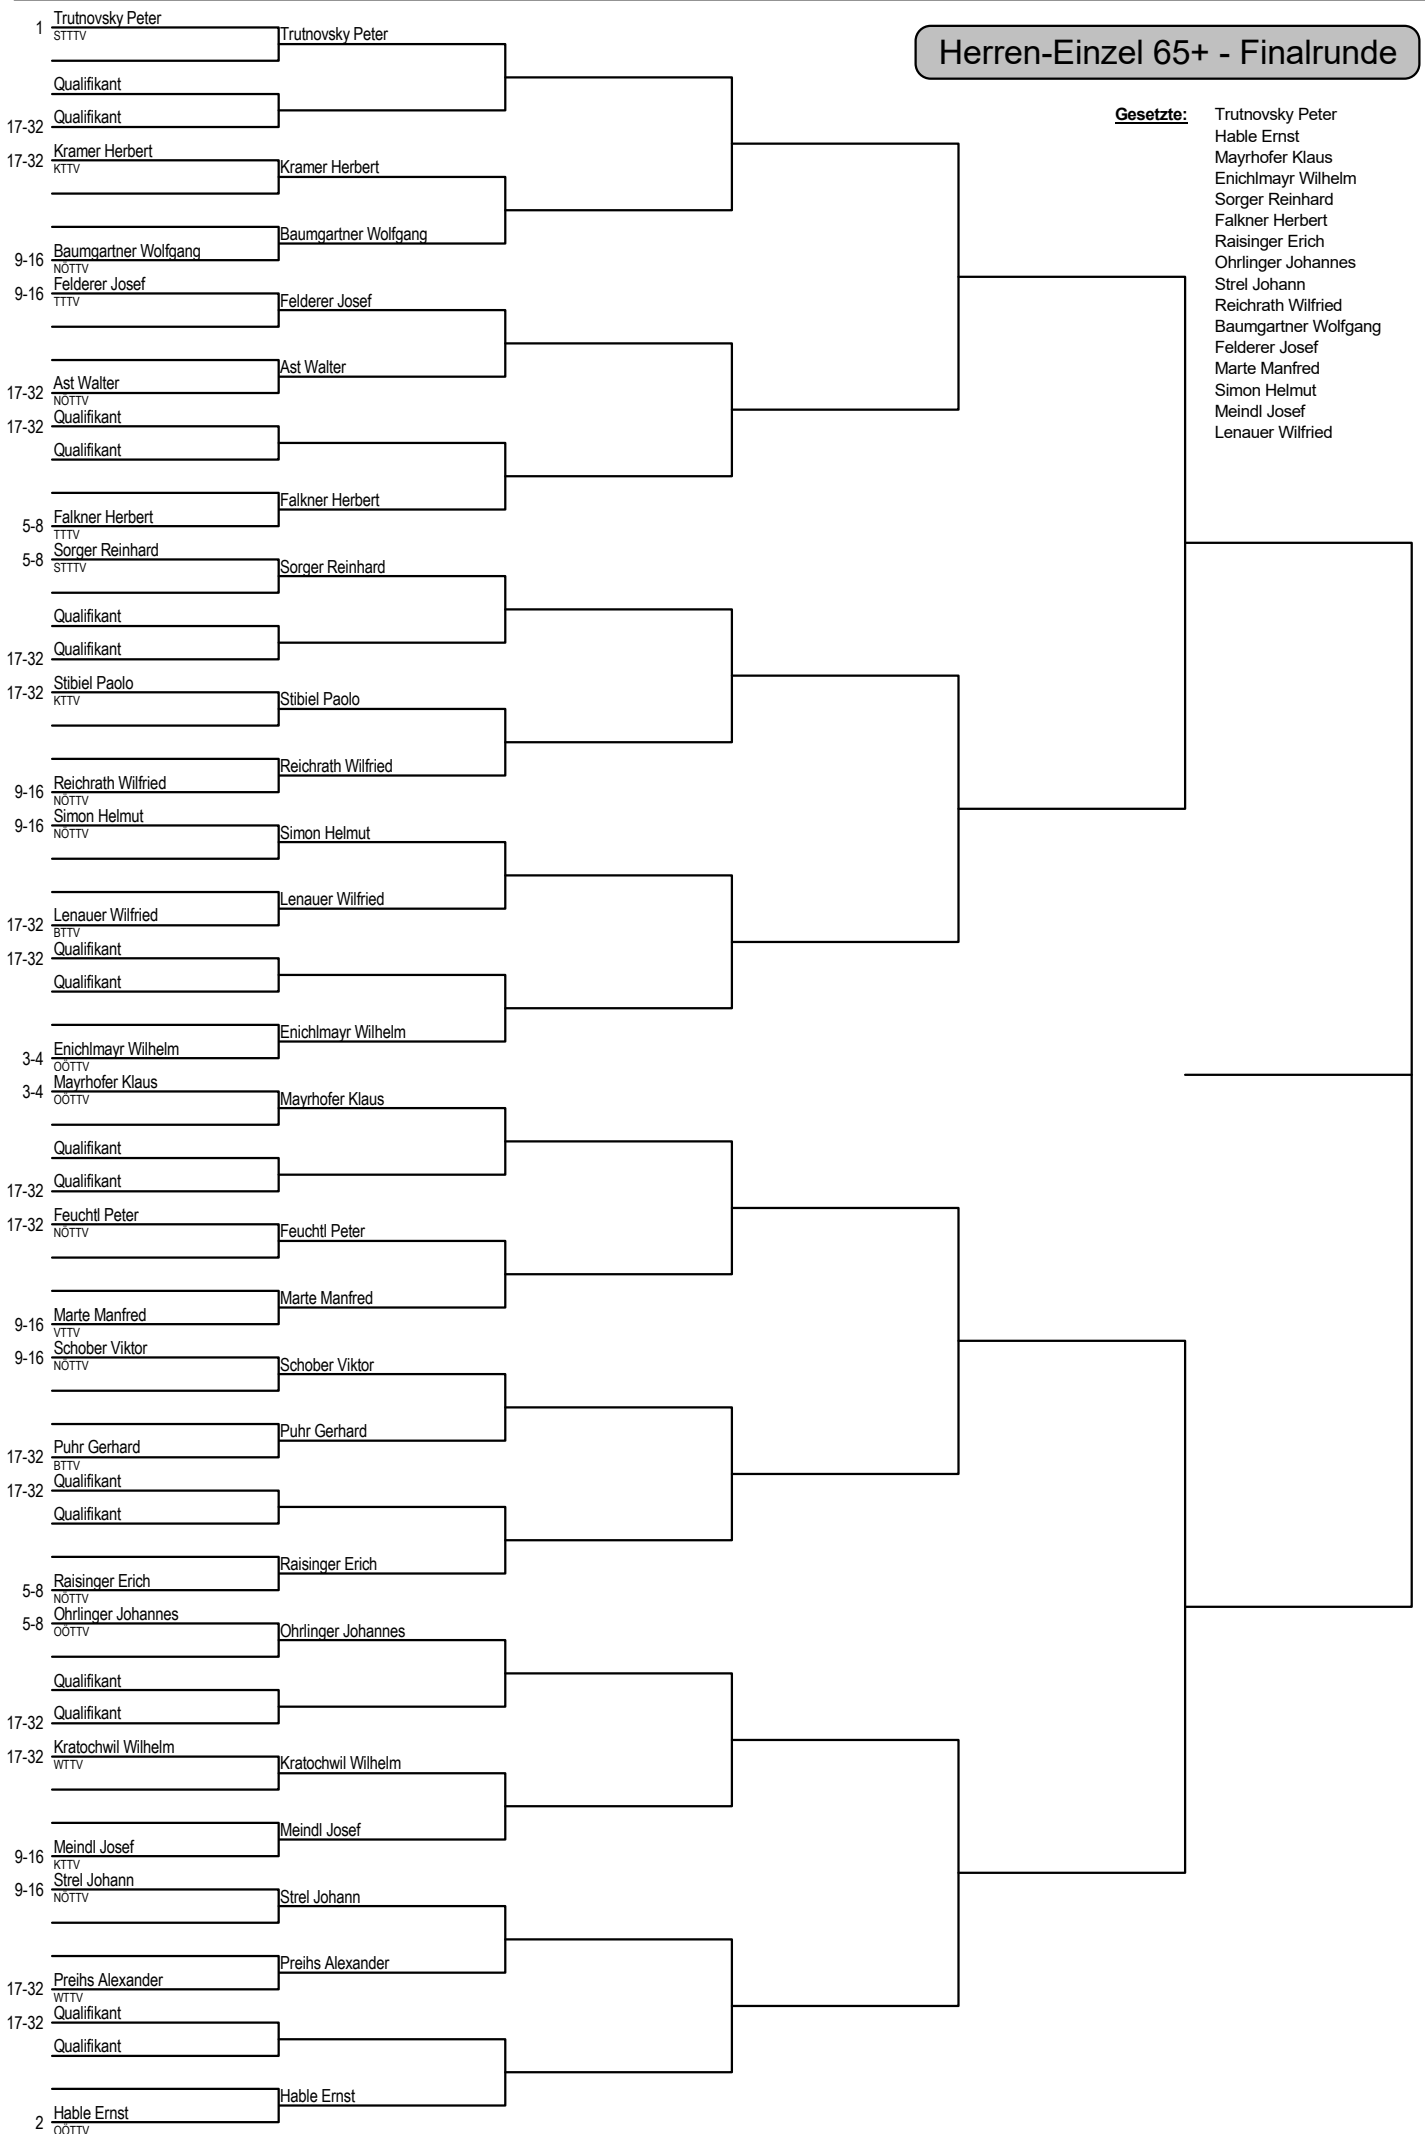 Herren-Einzel 65+ - Finalrunde
Gesetzte: Trutnovsky Peter
Hable Ernst
Mayrhofer Klaus
Enichlmayr Wilhelm
Sorger Reinhard
Falkner Herbert
Raisinger Erich
Ohrlinger Johannes
Strel Johann
Reichrath Wilfried
Baumgartner Wolfgang
Felderer Josef
Marte Manfred
Simon Helmut
Meindl Josef
Lenauer Wilfried
1 Trutnovsky Peter
STTTV
Trutnovsky Peter
Qualifikant
17-32 Qualifikant
17-32 Kramer Herbert
KTTV
Kramer Herbert
Baumgartner Wolfgang
9-16 Baumgartner Wolfgang
NÖTTV
9-16 Felderer Josef
TTTV
Felderer Josef
Ast Walter
17-32 Ast Walter
NÖTTV
17-32 Qualifikant
Qualifikant
Falkner Herbert
5-8 Falkner Herbert
TTTV
5-8 Sorger Reinhard
STTTV
Sorger Reinhard
Qualifikant
17-32 Qualifikant
17-32 Stibiel Paolo
KTTV
Stibiel Paolo
Reichrath Wilfried
9-16 Reichrath Wilfried
NÖTTV
9-16 Simon Helmut
NÖTTV
Simon Helmut
Lenauer Wilfried
17-32 Lenauer Wilfried
BTTV
17-32 Qualifikant
Qualifikant
Enichlmayr Wilhelm
3-4 Enichlmayr Wilhelm
OÖTTV
3-4 Mayrhofer Klaus
OÖTTV
Mayrhofer Klaus
Qualifikant
17-32 Qualifikant
17-32 Feuchtl Peter
NÖTTV
Feuchtl Peter
Marte Manfred
9-16 Marte Manfred
VTTV
9-16 Schober Viktor
NÖTTV
Schober Viktor
Puhr Gerhard
17-32 Puhr Gerhard
BTTV
17-32 Qualifikant
Qualifikant
Raisinger Erich
5-8 Raisinger Erich
NÖTTV
5-8 Ohrlinger Johannes
OÖTTV
Ohrlinger Johannes
Qualifikant
17-32 Qualifikant
17-32 Kratochwil Wilhelm
WTTV
Kratochwil Wilhelm
Meindl Josef
9-16 Meindl Josef
KTTV
9-16 Strel Johann
NÖTTV
Strel Johann
Preihs Alexander
17-32 Preihs Alexander
WTTV
17-32 Qualifikant
Qualifikant
Hable Ernst
2 Hable Ernst
OÖTTV